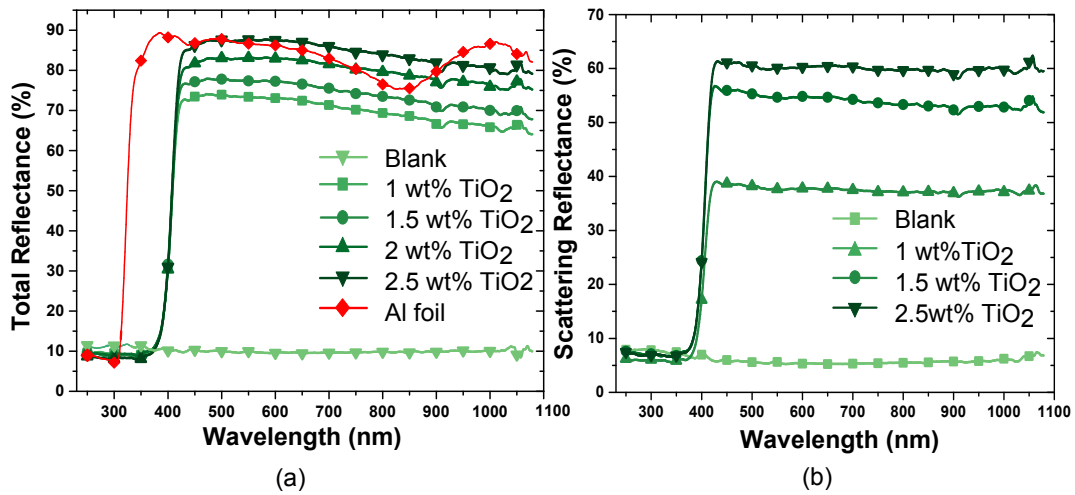 Total Reflectance (%)
95
90
80
70
60
50
40
30
20
10
0
Blank
1 wt% TiO2
1.5 wt% TiO2
2 wt% TiO2
2.5 wt% TiO2
Al foil
300 400 500 600 700 800 900 1000 1100
Wavelength (nm)
(a)
Scattering Reflectance (%)
70
60
50
40
30
20
10
0
Blank
1 wt%TiO2
1.5 wt% TiO2
2.5wt% TiO2
300 400 500 600 700 800 900 1000 1100
Wavelength (nm)
(b)